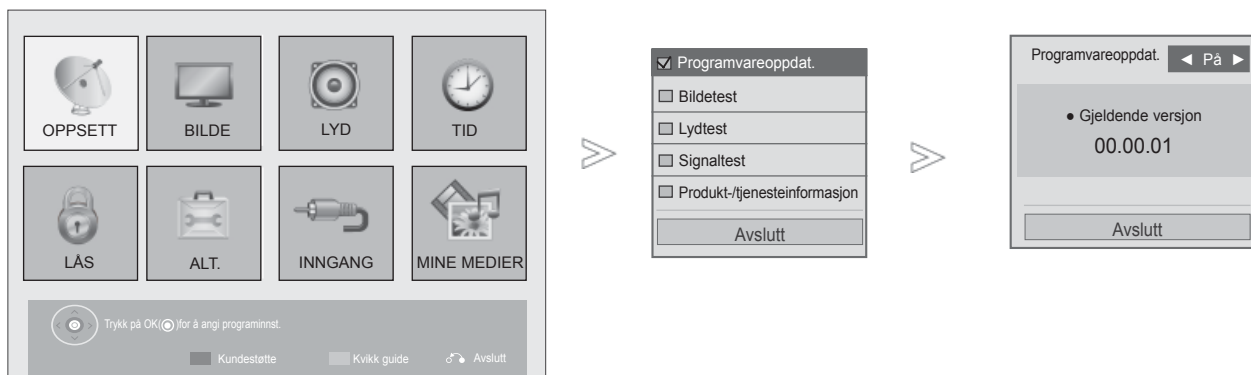 OPPSETT
BILDE
LYD
TID
LÅS
ALT.
INNGANG
MINE MEDIER
Trykk på OK(◉)for å angi programinnst.
Kundestøtte
Kvikk guide
Avslutt
Programvareoppdat.
Bildetest
Lydtest
Signaltest
Produkt-/tjenesteinformasjon
Avslutt
Programvareoppdat. ◀ På ▶
● Gjeldende versjon
00.00.01
Avslutt